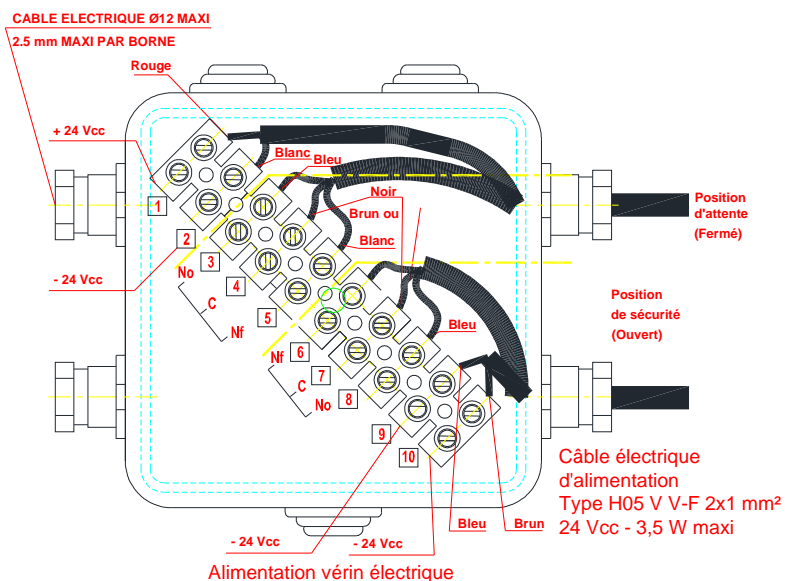 CABLE ELECTRIQUE Ø12 MAXI
2.5 mm MAXI PAR BORNE
Rouge
+ 24 Vcc
Blanc
Bleu
Noir
Brun ou
Blanc
Position
d'attente
(Fermé)
1
2
3
4
5
6
7
8
9
10
- 24 Vcc
No
C
Nf
Nf
C
No
Position
de sécurité
(Ouvert)
Bleu
Câble électrique
d'alimentation
Type H05 V V-F 2x1 mm²
24 Vcc - 3,5 W maxi
Bleu
Brun
- 24 Vcc
- 24 Vcc
Alimentation vérin électrique